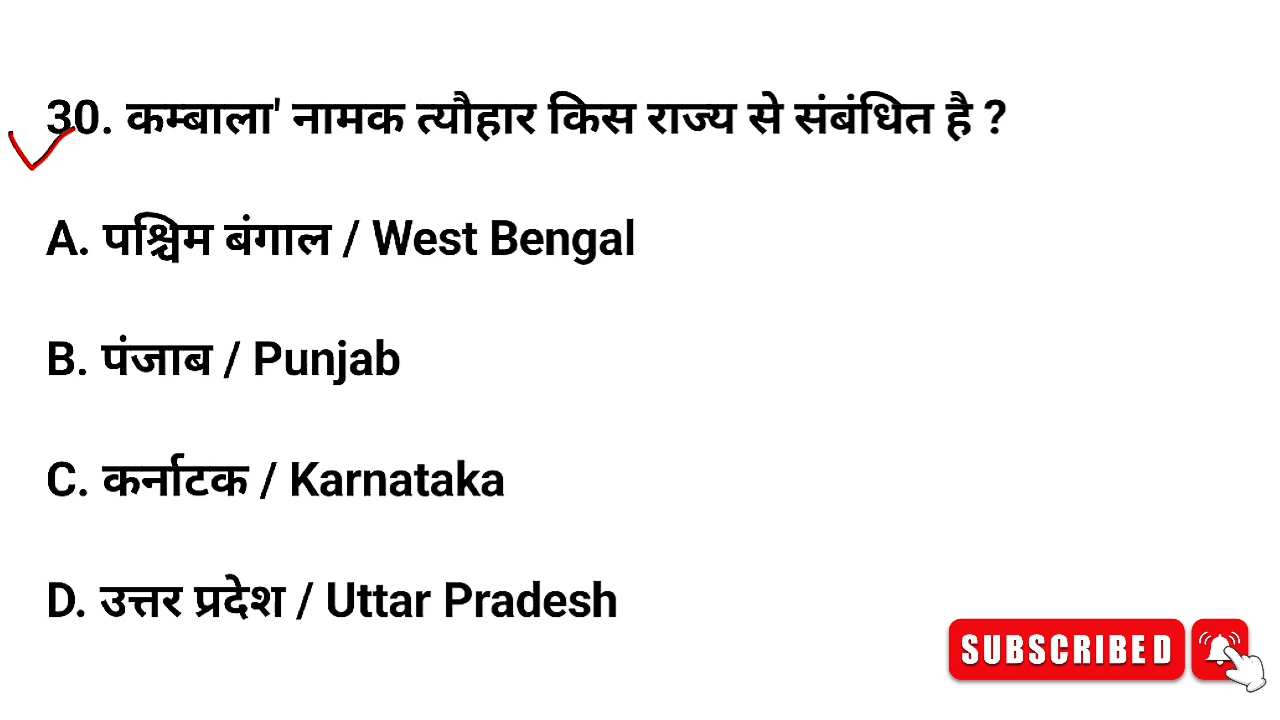 30. कम्बाला' नामक त्यौहार किस राज्य से संबंधित है ?
A. पश्चिम बंगाल / West Bengal
B. पंजाब / Punjab
C. कर्नाटक / Karnataka
D. उत्तर प्रदेश / Uttar Pradesh
SUBSCRIBED